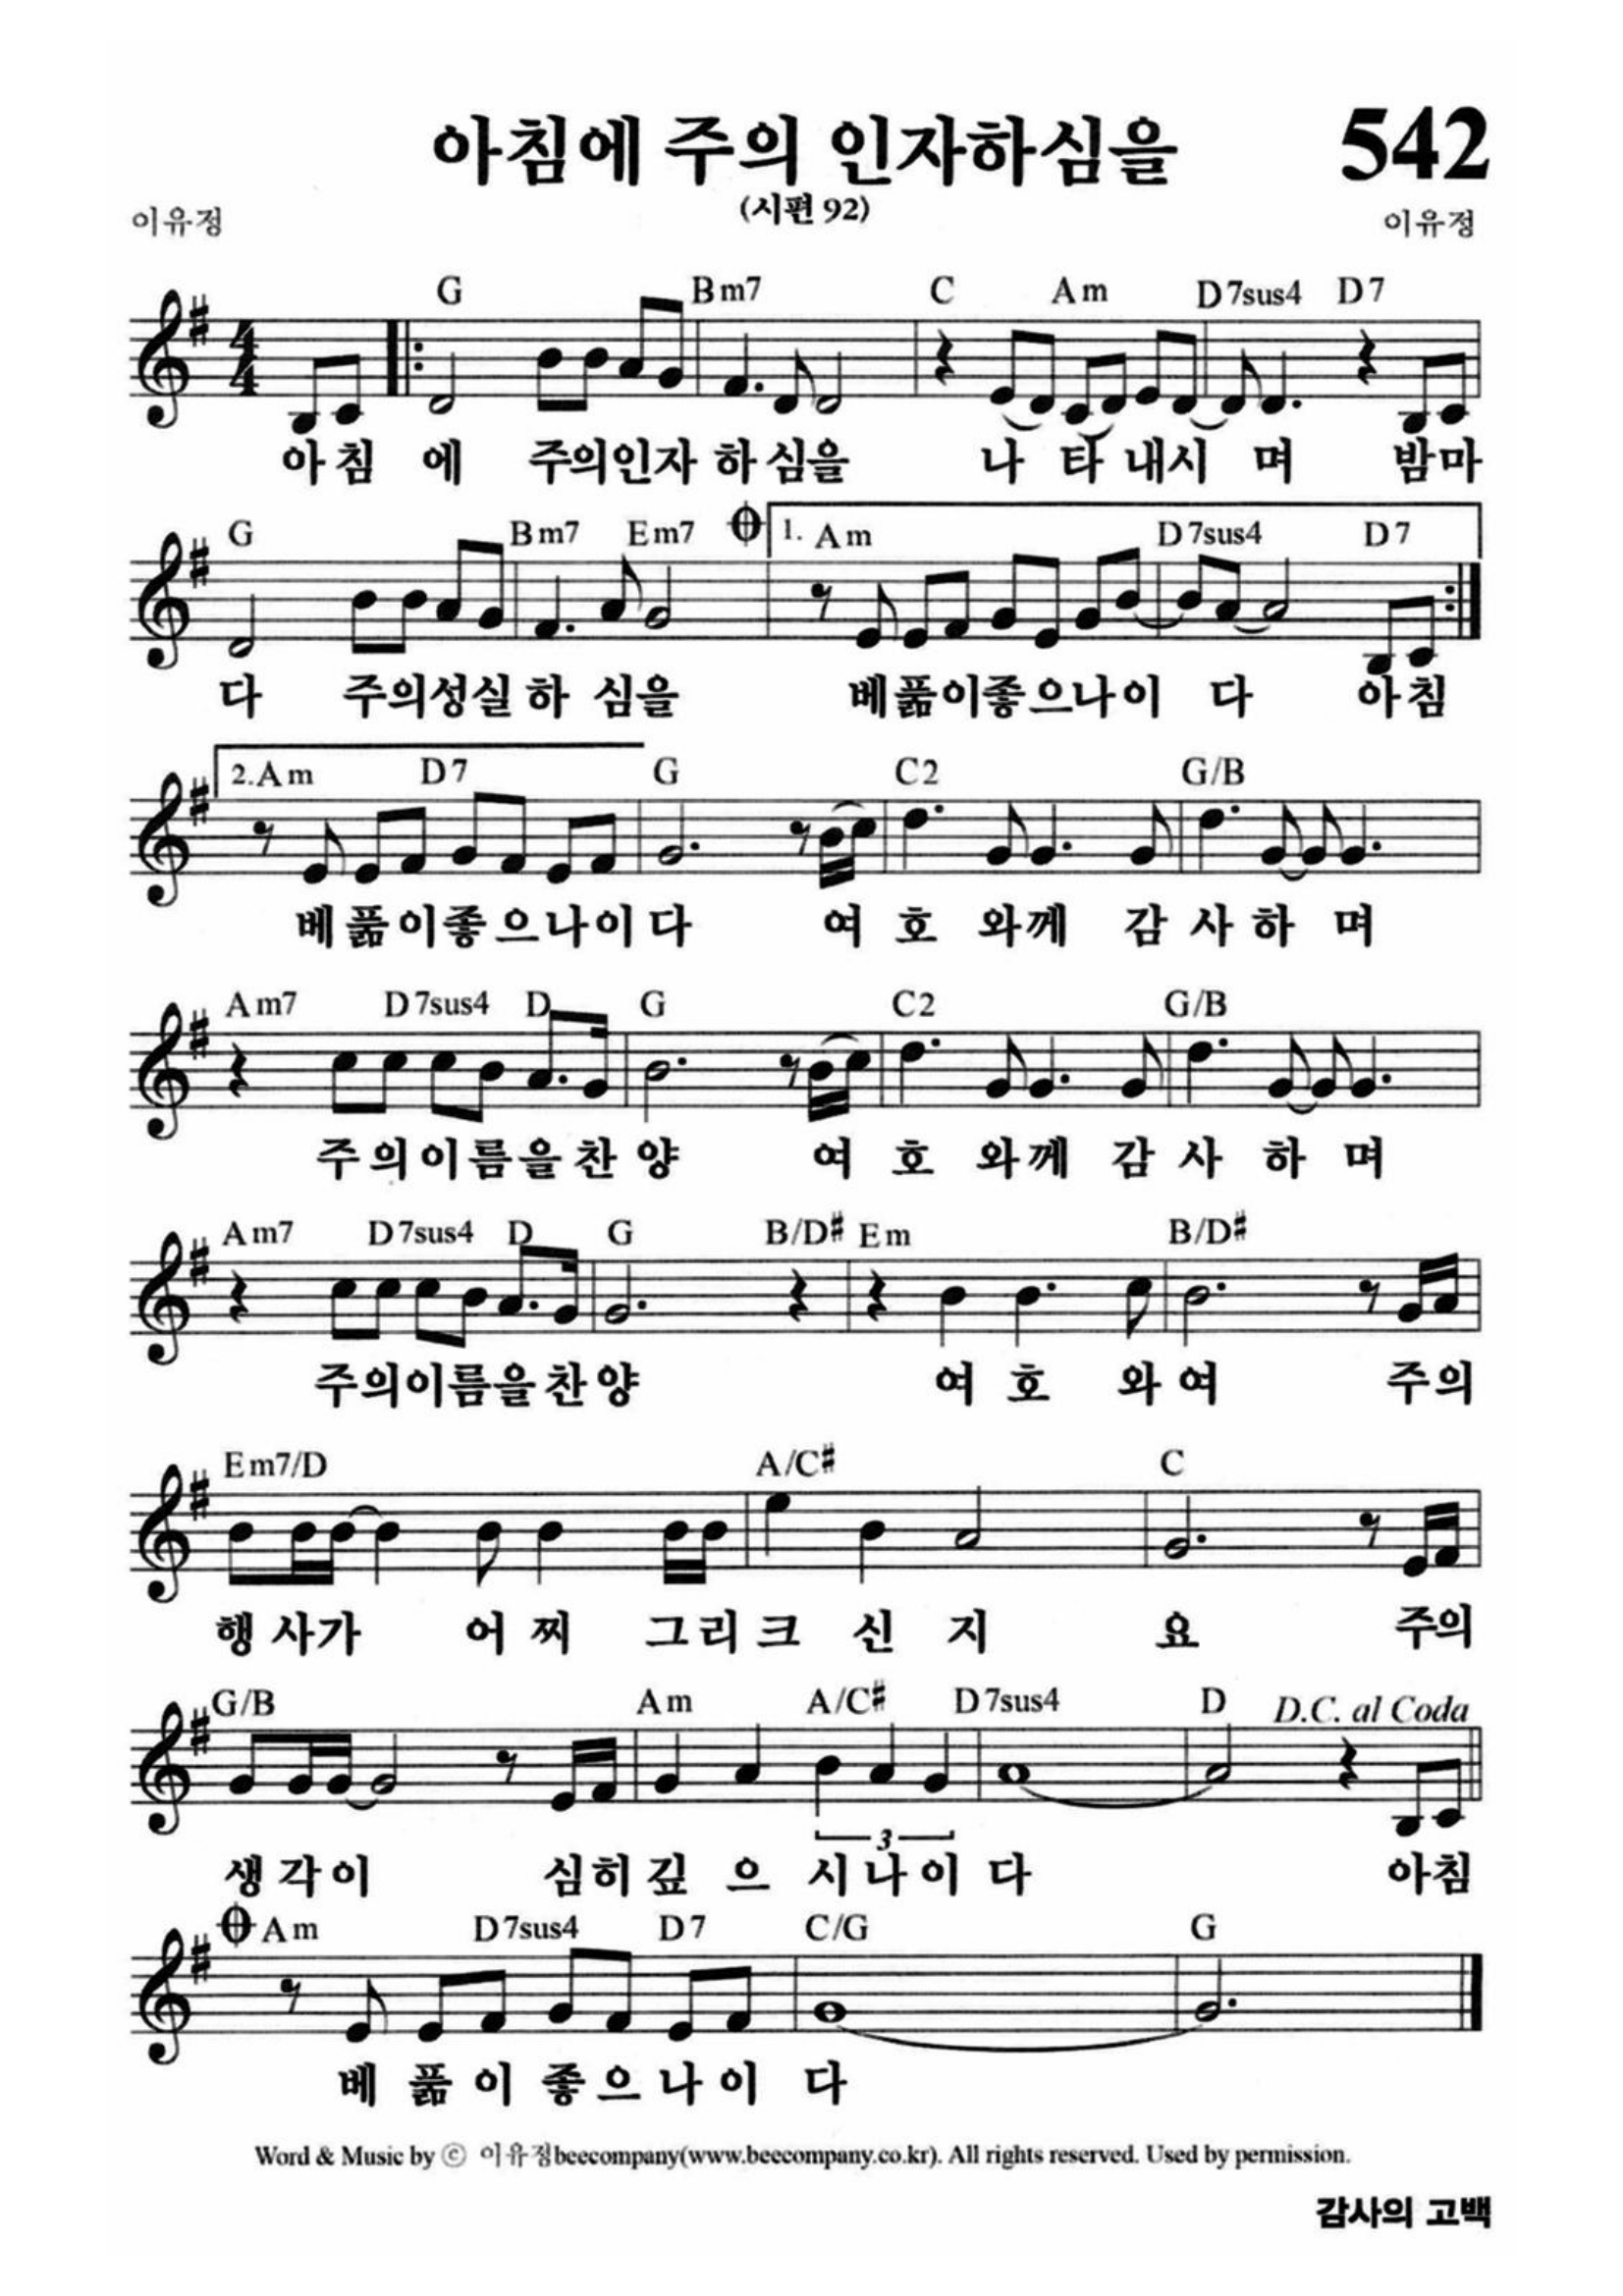 아침에 주의 인자하심을 542
(시편 92)
이유정 이유정
G Bm7 C Am D7sus4 D7
아침 에 주의인자 하심을 나 타 내시 며 밤마
G Bm7 Em7 1. Am D7sus4 D7
다 주의성실 하 심을 베풂이좋으나이 다 아침
2. Am D7 G C2 G/B
베풂이좋으나이다 여 호 와께 감 사 하 며
Am7 D7sus4 D G C2 G/B
주의이름을찬 양 여 호 와께 감 사 하 며
Am7 D7sus4 D G B/D# Em B/D#
주의이름을찬양 여 호 와 여 주의
Em7/D A/C# C
행 사가 어 찌 그리 크 신 지 요 주의
G/B Am A/C# D7sus4 D D.C. al Coda
3
생각이 심히 깊 으 시나이 다 아침
Am D7sus4 D7 C/G G
베 풂 이 좋으나이 다
Word & Music by ⓒ 이유정beecompany(www.beecompany.co.kr). All rights reserved. Used by permission.
감사의 고백